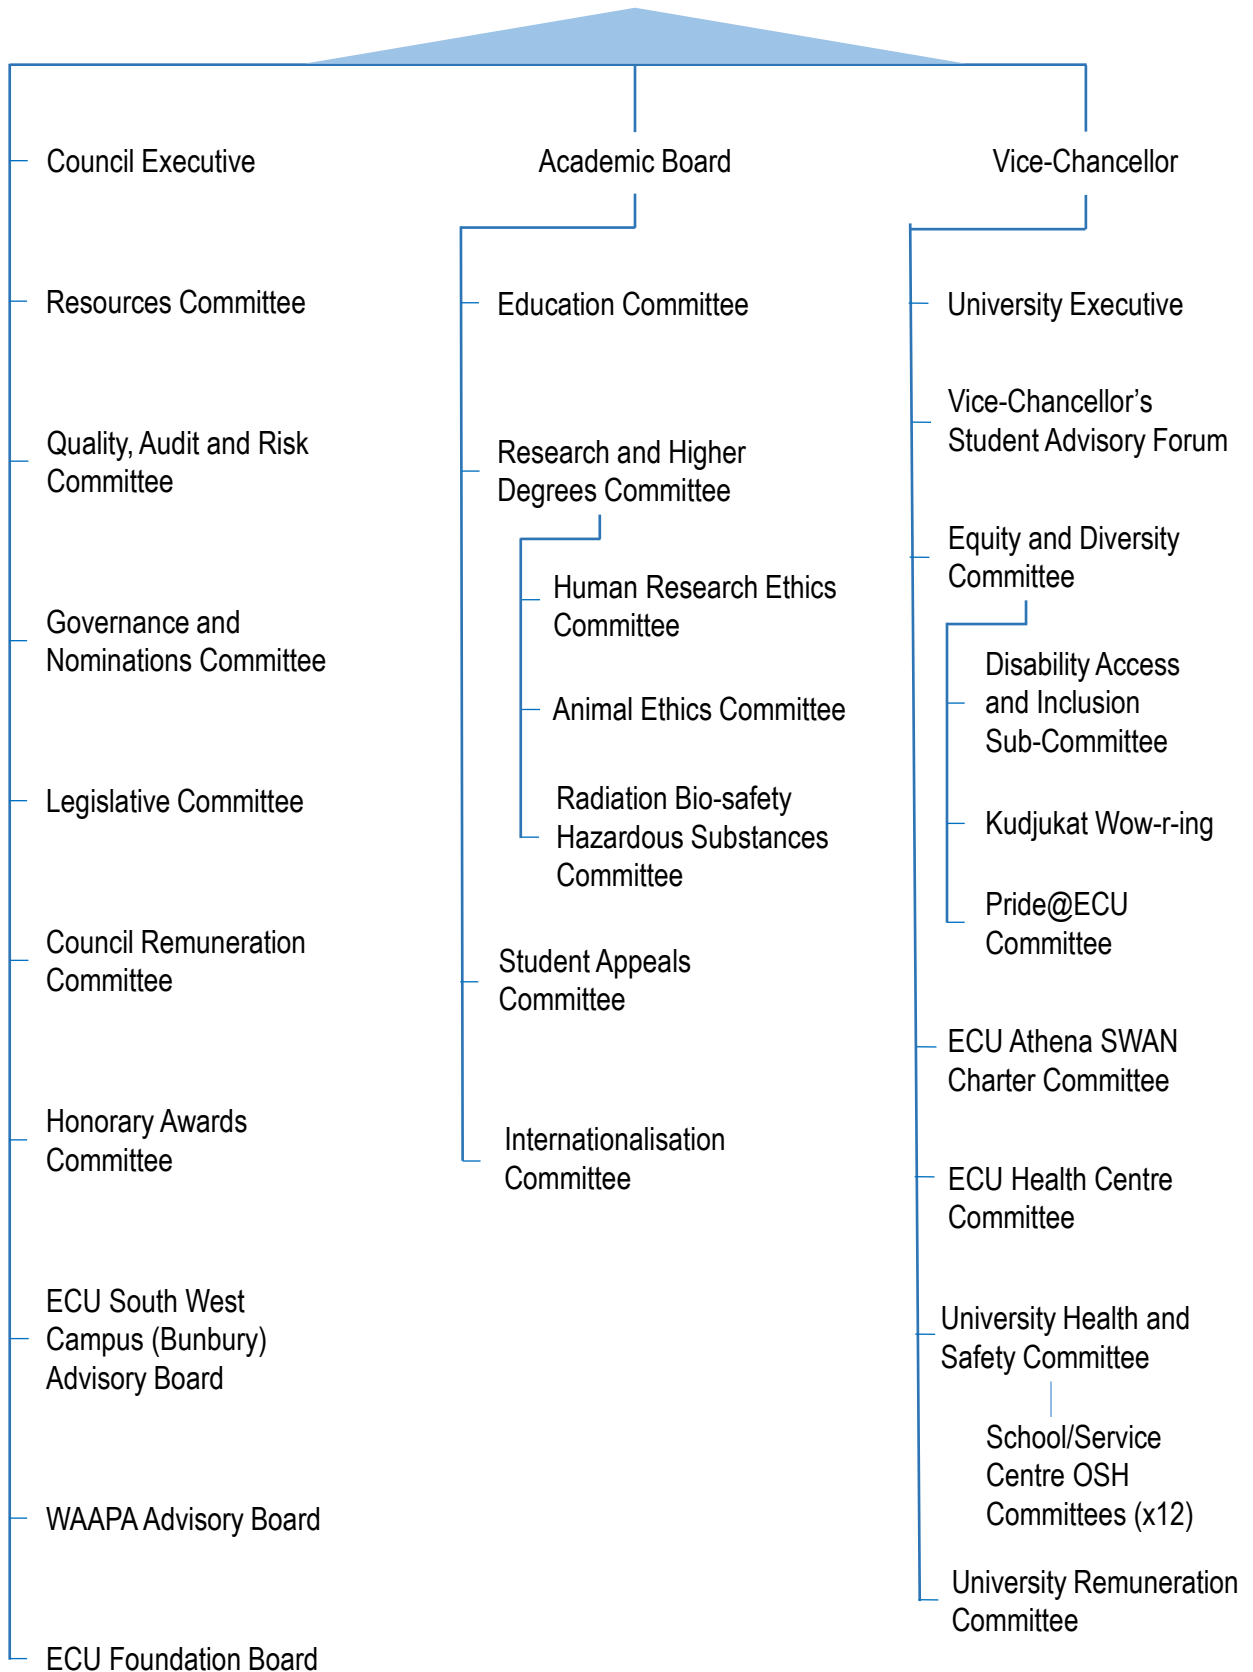 Council Executive
Resources Committee
Quality, Audit and Risk
Committee
Governance and
Nominations Committee
Legislative Committee
Council Remuneration
Committee
Honorary Awards
Committee
ECU South West
Campus (Bunbury)
Advisory Board
WAAPA Advisory Board
ECU Foundation Board
Academic Board
Education Committee
Research and Higher
Degrees Committee
Human Research Ethics
Committee
Animal Ethics Committee
Radiation Bio-safety
Hazardous Substances
Committee
Student Appeals
Committee
Internationalisation
Committee
Vice-Chancellor
University Executive
Vice-Chancellor’s
Student Advisory Forum
Equity and Diversity
Committee
Disability Access
and Inclusion
Sub-Committee
Kudjukat Wow-r-ing
Pride@ECU
Committee
ECU Athena SWAN
Charter Committee
ECU Health Centre
Committee
University Health and
Safety Committee
School/Service
Centre OSH
Committees (x12)
University Remuneration
Committee